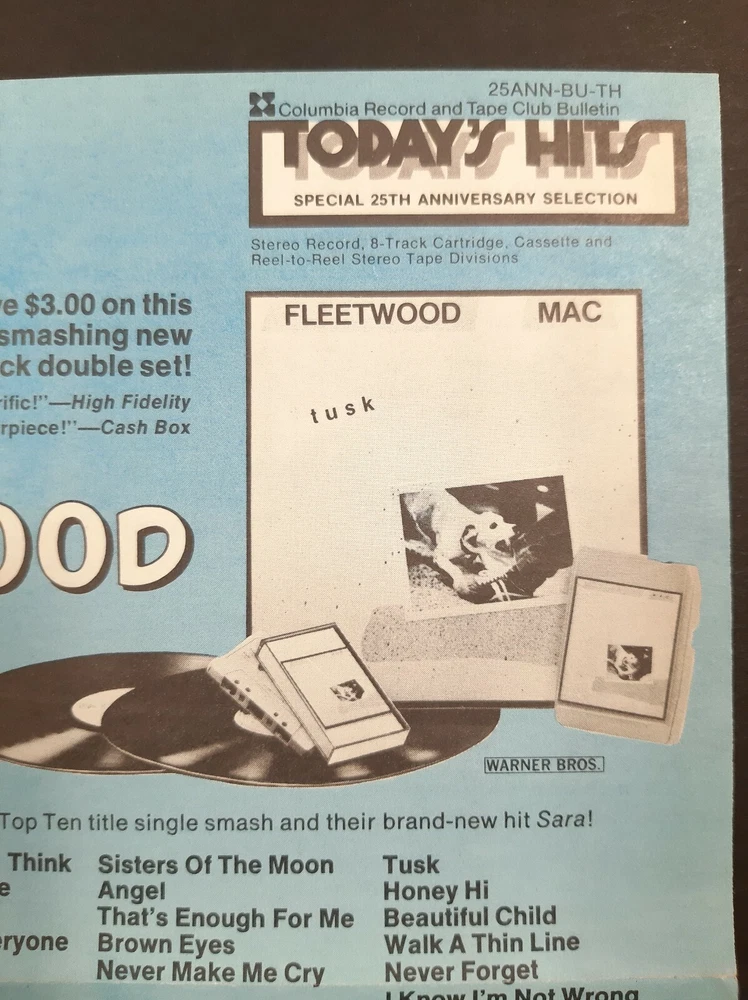 25ANN-BU-TH
Columbia Record and Tape Club Bulletin
TODAY'S HITS
SPECIAL 25TH ANNIVERSARY SELECTION
Stereo Record, 8-Track Cartridge, Cassette and
Reel-to-Reel Stereo Tape Divisions
$3.00 on this
smashing new
double set!
High Fidelity
Cash Box
FLEETWOOD MAC
tusk
OOD
WARNER BROS.
Top Ten title single smash and their brand-new hit Sara!
Think
Sisters Of The Moon
Angel
That's Enough For Me
Brown Eyes
Never Make Me Cry
Tusk
Honey Hi
Beautiful Child
Walk A Thin Line
Never Forget
I Know I'm Not Wrong